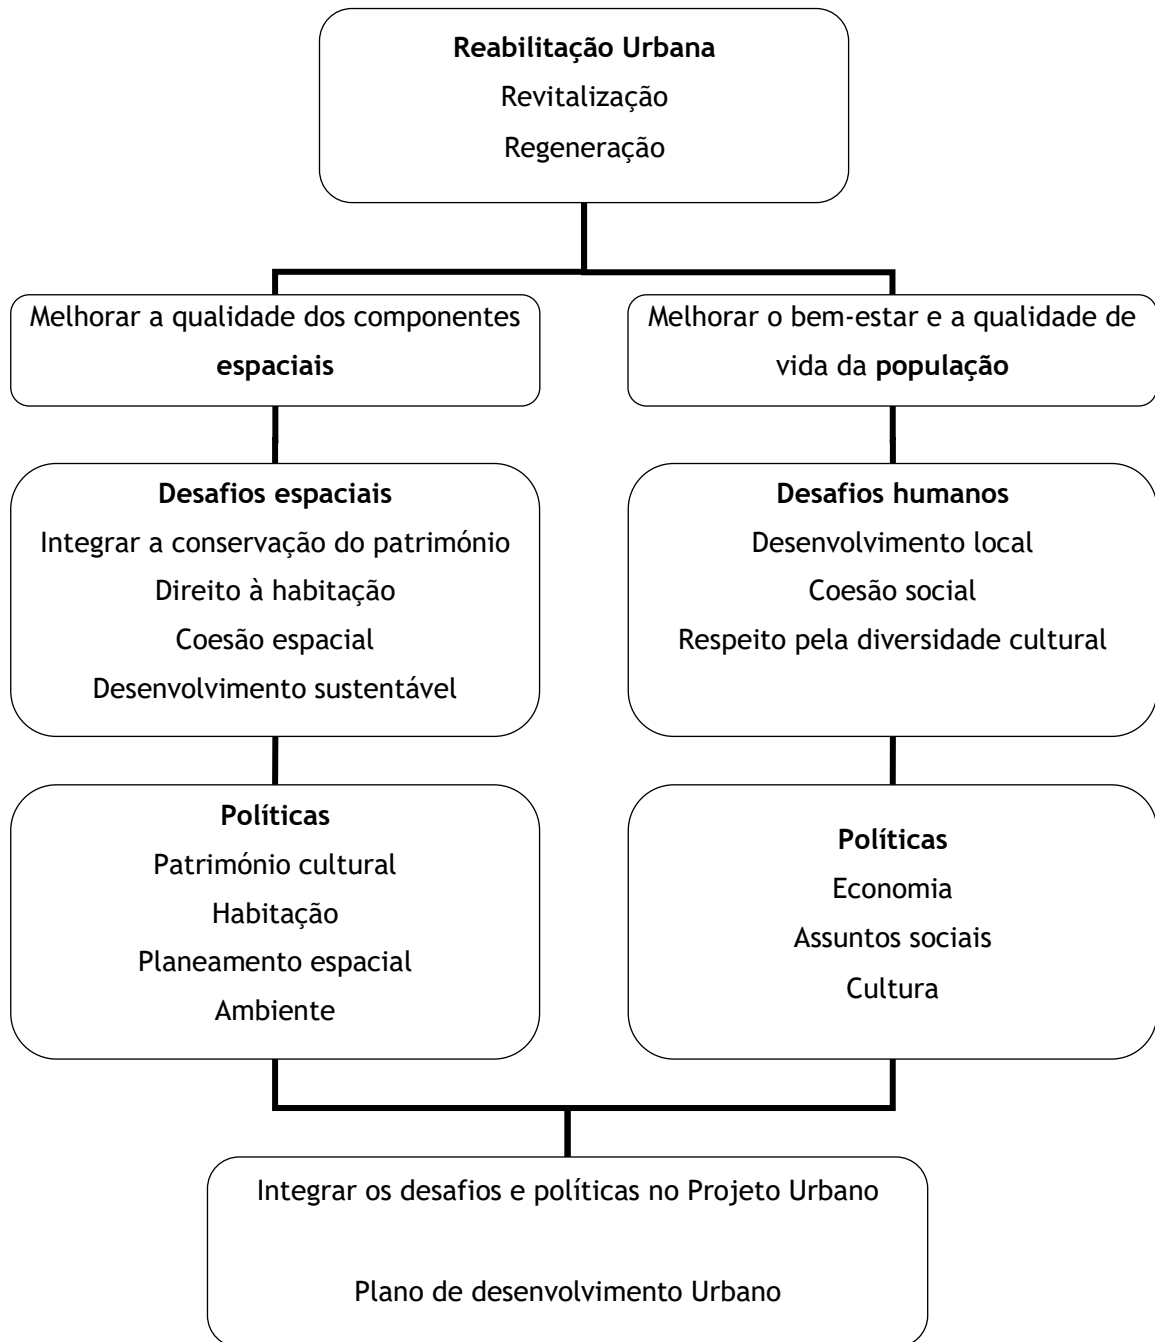 Reabilitação Urbana
Revitalização
Regeneração
Melhorar a qualidade dos componentes
espaciais
Melhorar o bem-estar e a qualidade de
vida da população
Desafios espaciais
Integrar a conservação do património
Direito à habitação
Coesão espacial
Desenvolvimento sustentável
Desafios humanos
Desenvolvimento local
Coesão social
Respeito pela diversidade cultural
Políticas
Património cultural
Habitação
Planeamento espacial
Ambiente
Políticas
Economia
Assuntos sociais
Cultura
Integrar os desafios e políticas no Projeto Urbano
Plano de desenvolvimento Urbano